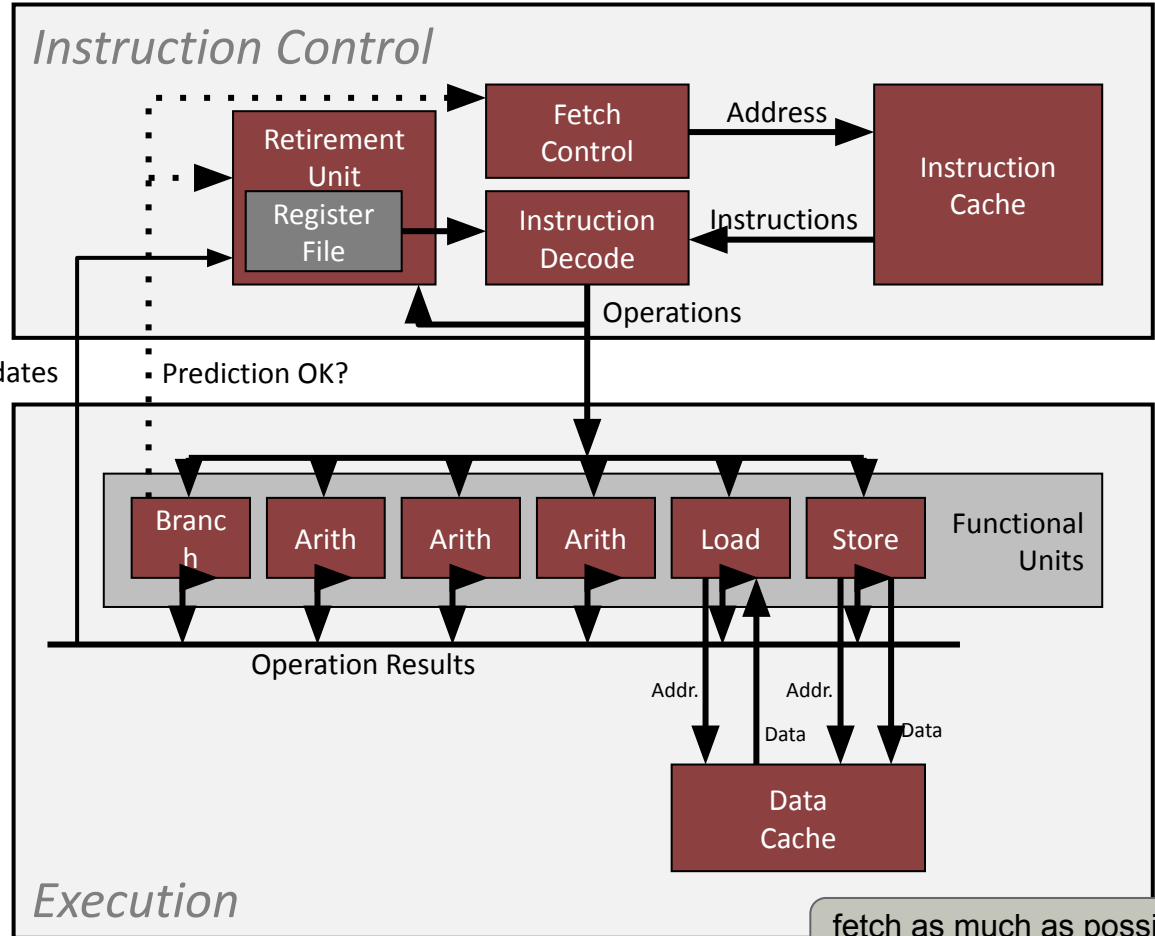 Instruction Control
Fetch
Control
Address
Instruction
Cache
Retirement
Unit
Register
File
Instruction
Decode
Instructions
Operations
dates
Prediction OK?
Branc
h
Arith
Arith
Arith
Load
Store
Functional
Units
Operation Results
Addr.
Addr.
Data
Data
Data
Cache
Execution
fetch as much as possi